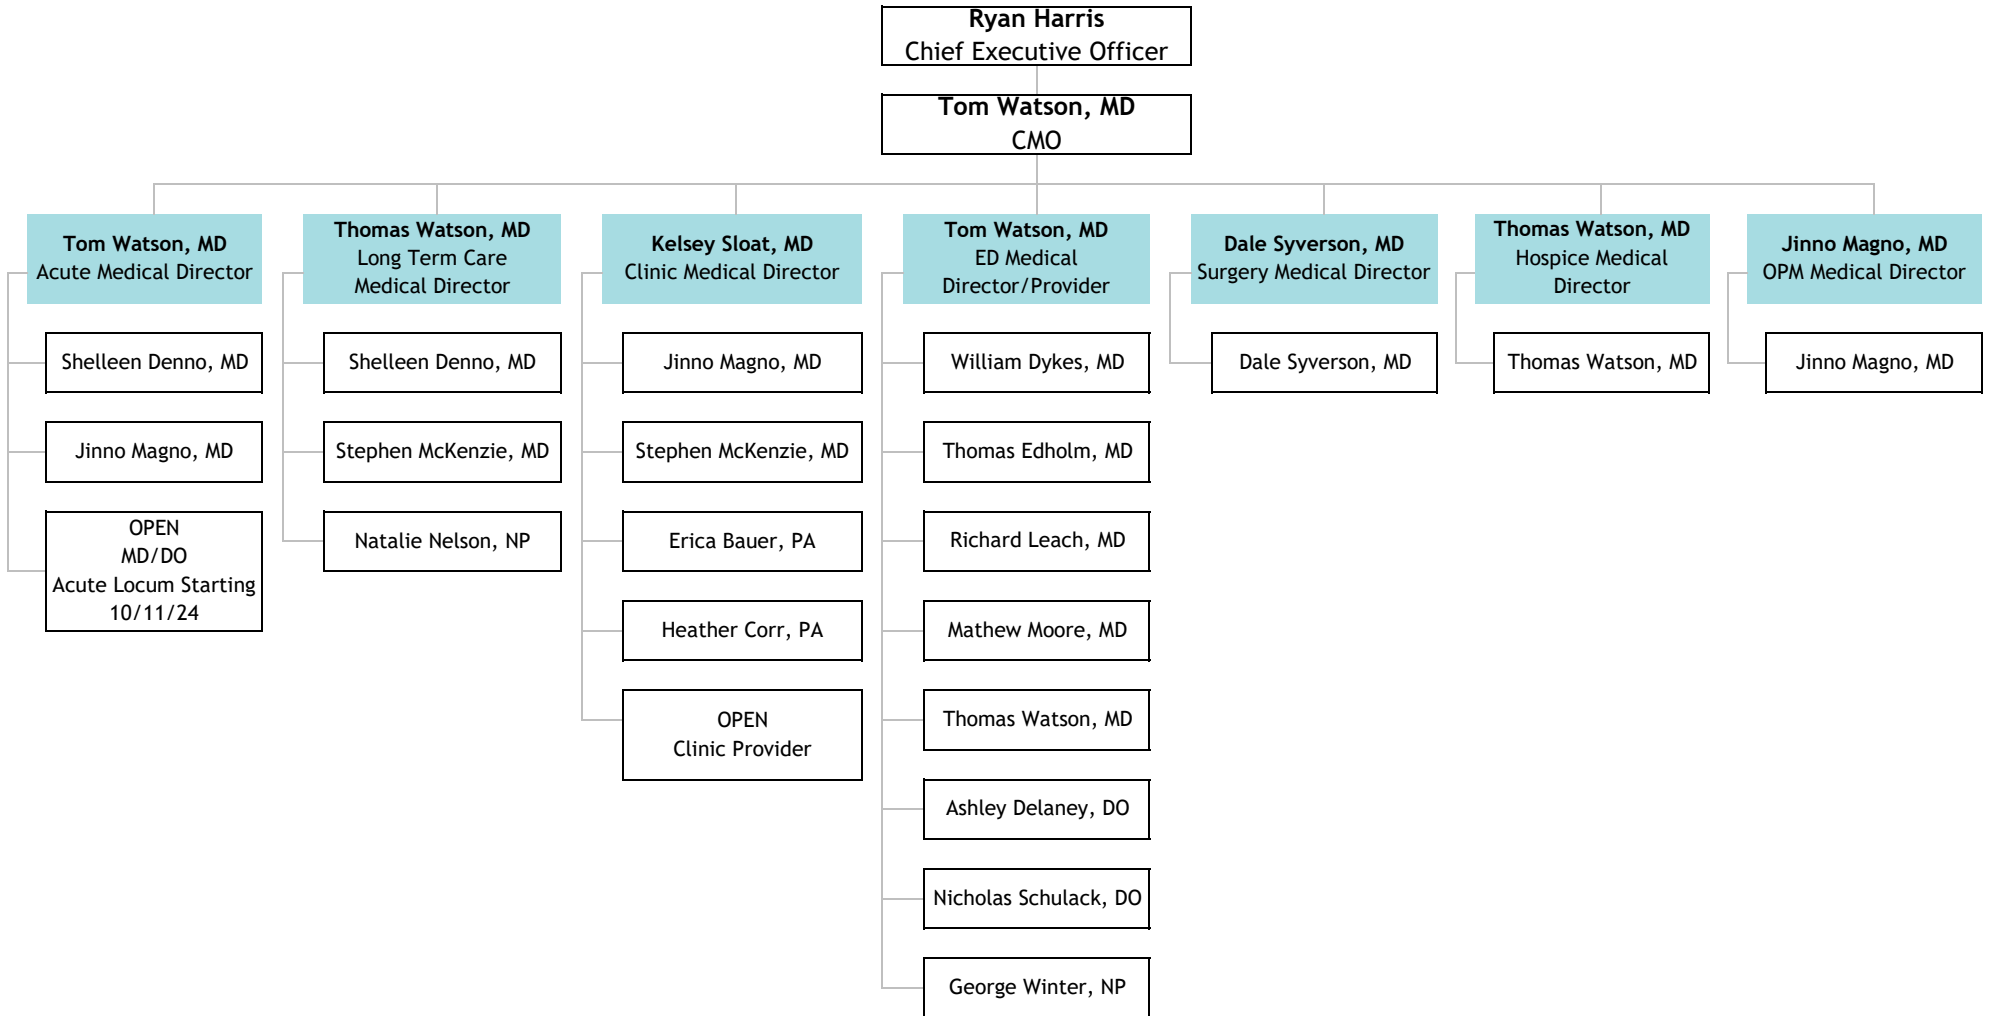 Ryan Harris
Chief Executive Officer
Tom Watson, MD
CMO
Tom Watson, MD
Acute Medical Director
Shelleen Denno, MD
Jinno Magno, MD
OPEN
MD/DO
Acute Locum Starting
10/11/24
Thomas Watson, MD
Long Term Care
Medical Director
Shelleen Denno, MD
Stephen McKenzie, MD
Natalie Nelson, NP
Kelsey Sloat, MD
Clinic Medical Director
Jinno Magno, MD
Stephen McKenzie, MD
Erica Bauer, PA
Heather Corr, PA
OPEN
Clinic Provider
Tom Watson, MD
ED Medical
Director/Provider
William Dykes, MD
Thomas Edholm, MD
Richard Leach, MD
Mathew Moore, MD
Thomas Watson, MD
Ashley Delaney, DO
Nicholas Schulack, DO
George Winter, NP
Dale Syverson, MD
Surgery Medical Director
Dale Syverson, MD
Thomas Watson, MD
Hospice Medical
Director
Thomas Watson, MD
Jinno Magno, MD
OPM Medical Director
Jinno Magno, MD